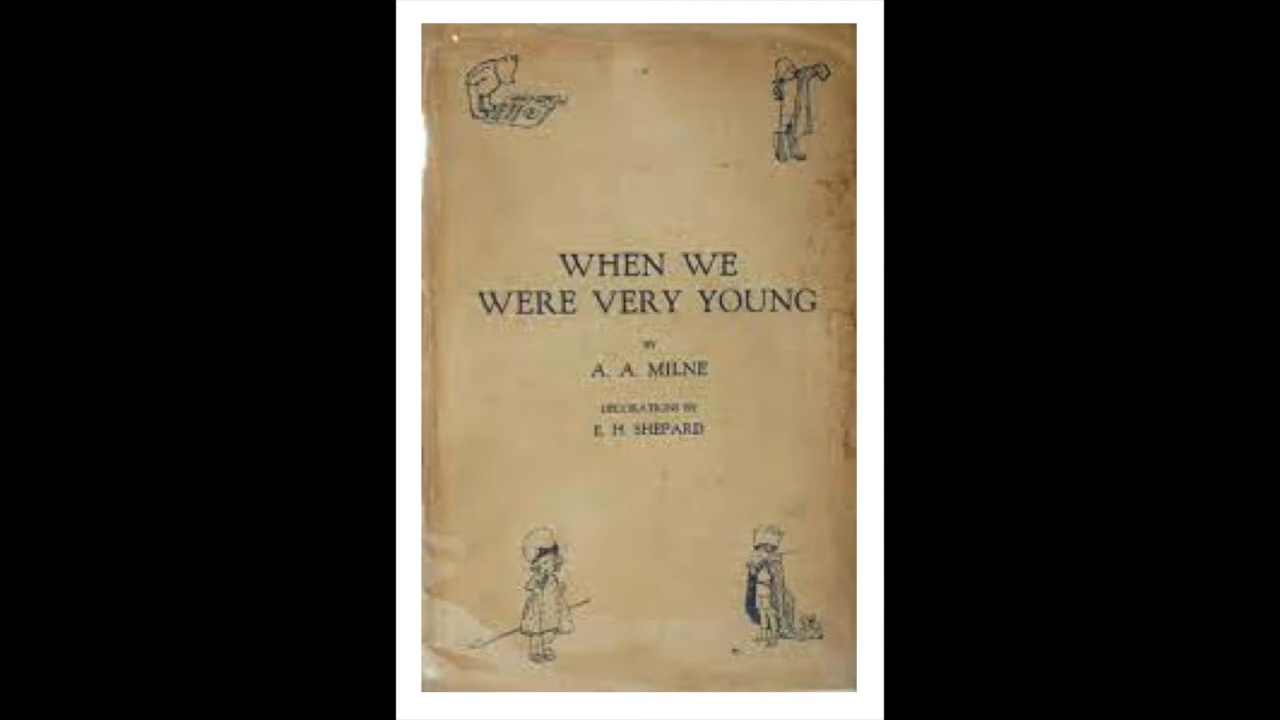 WHEN WE
WERE VERY YOUNG
BY
A. A. MILNE
DECORATIONS BY
E. H. SHEPARD